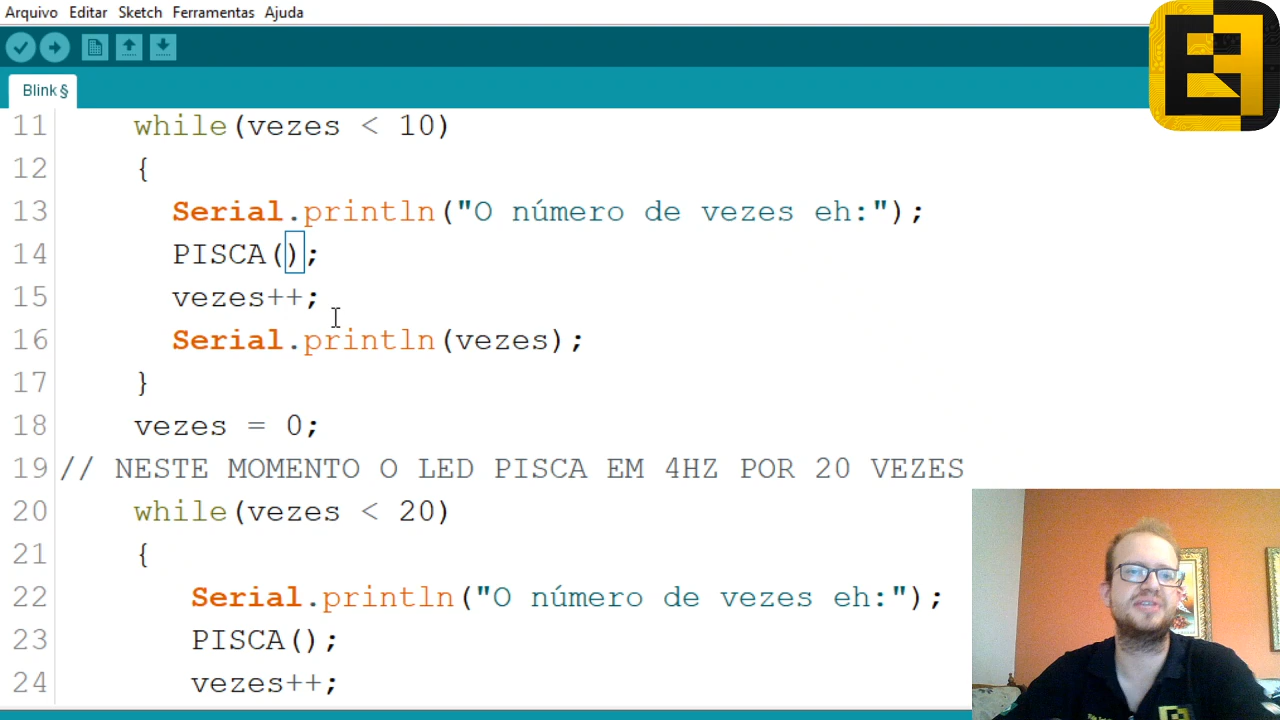 Arquivo Editar Sketch Ferramentas Ajuda
Blink §
11 while(vezes < 10)
12 {
13 Serial.println("O número de vezes eh:");
14 PISCA();
15 vezes++;
16 Serial.println(vezes);
17 }
18 vezes = 0;
19 // NESTE MOMENTO O LED PISCA EM 4HZ POR 20 VEZES
20 while(vezes < 20)
21 {
22 Serial.println("O número de vezes eh:");
23 PISCA();
24 vezes++;